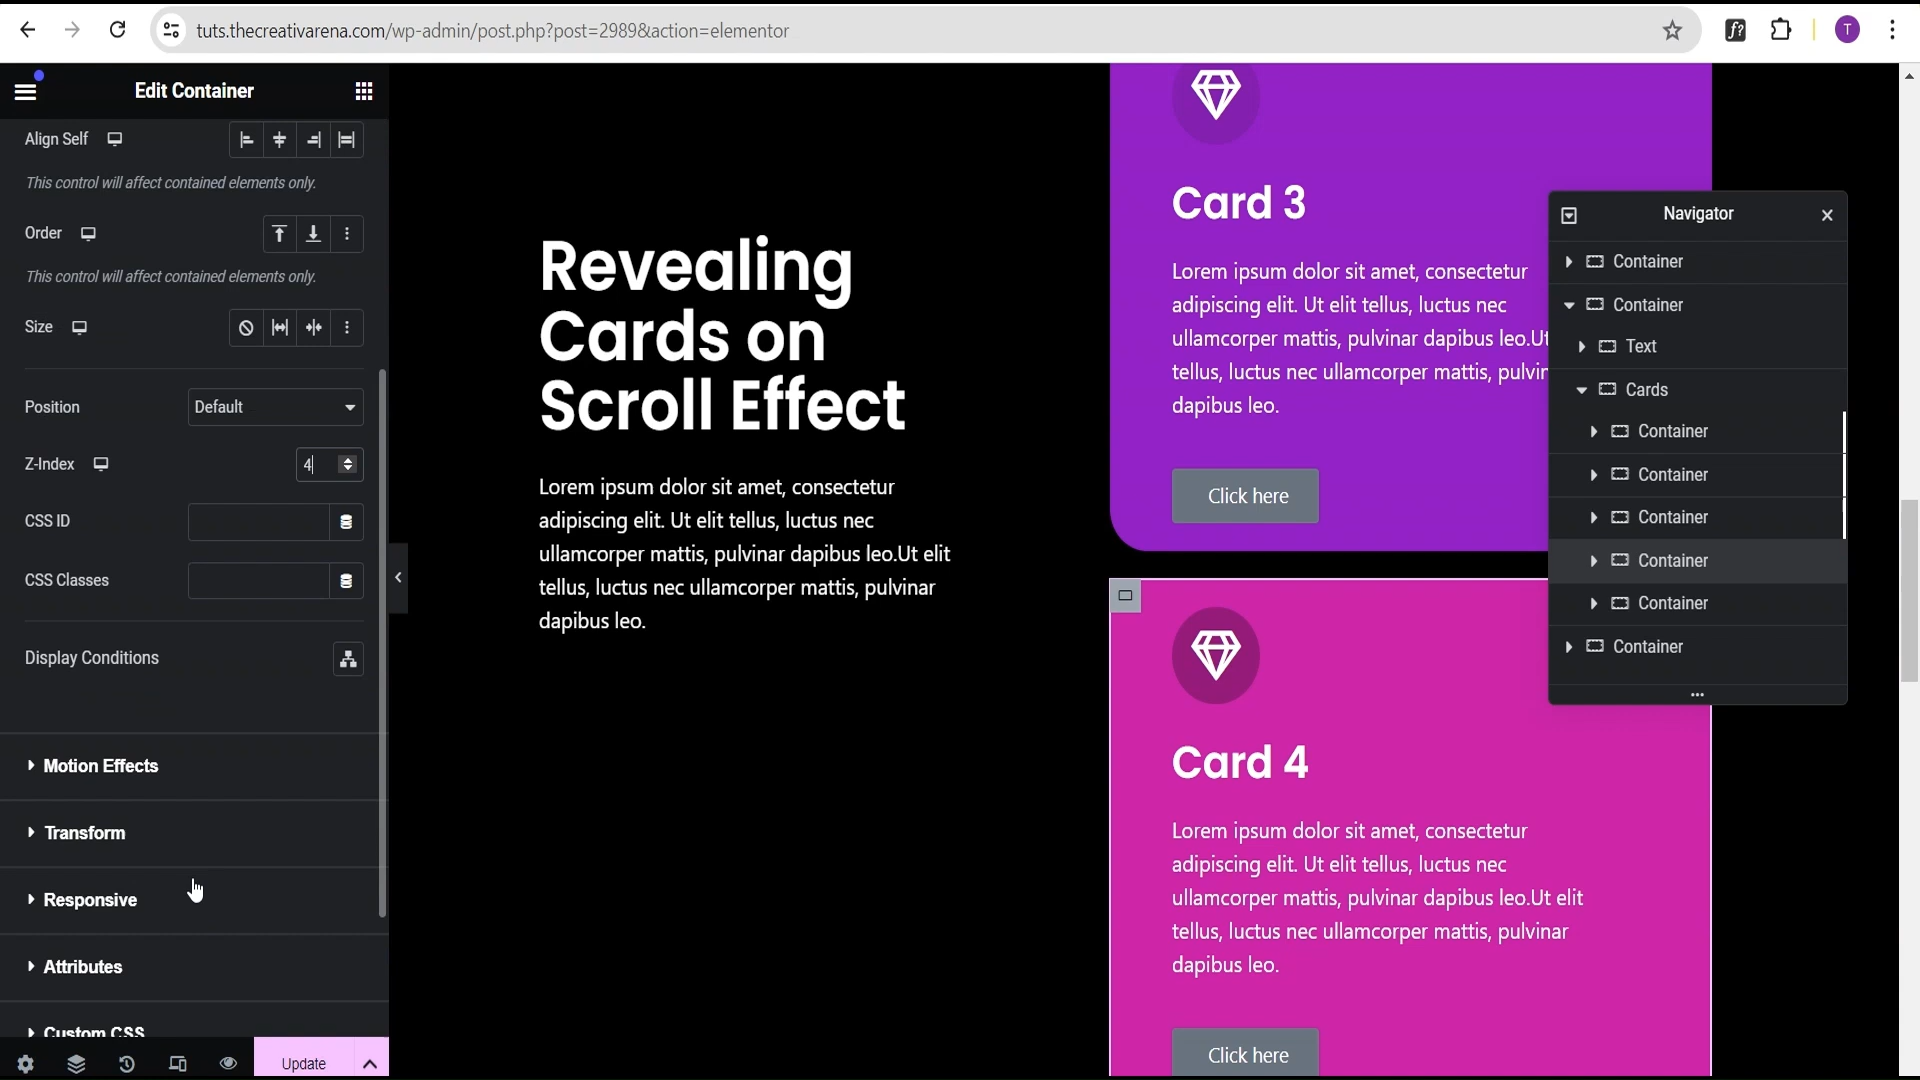 tuts.thecreativarena.com/wp-admin/post.php?post=2989&action=elementor
f?
T
Edit Container
Align Self
This control will affect contained elements only.
Order
This control will affect contained elements only.
Size
Position
Default
Z-Index
4
CSS ID
CSS Classes
Display Conditions
Motion Effects
Transform
Responsive
Attributes
Custom CSS
Update
Revealing
Cards on
Scroll Effect
Lorem ipsum dolor sit amet, consectetur
adipiscing elit. Ut elit tellus, luctus nec
ullamcorper mattis, pulvinar dapibus leo.Ut elit
tellus, luctus nec ullamcorper mattis, pulvinar
dapibus leo.
Card 3
Lorem ipsum dolor sit amet, consectetur
adipiscing elit. Ut elit tellus, luctus nec
ullamcorper mattis, pulvinar dapibus leo.Ut
tellus, luctus nec ullamcorper mattis, pulvin
dapibus leo.
Click here
Card 4
Lorem ipsum dolor sit amet, consectetur
adipiscing elit. Ut elit tellus, luctus nec
ullamcorper mattis, pulvinar dapibus leo.Ut elit
tellus, luctus nec ullamcorper mattis, pulvinar
dapibus leo.
Click here
Navigator
Container
Container
Text
Cards
Container
Container
Container
Container
Container
Container